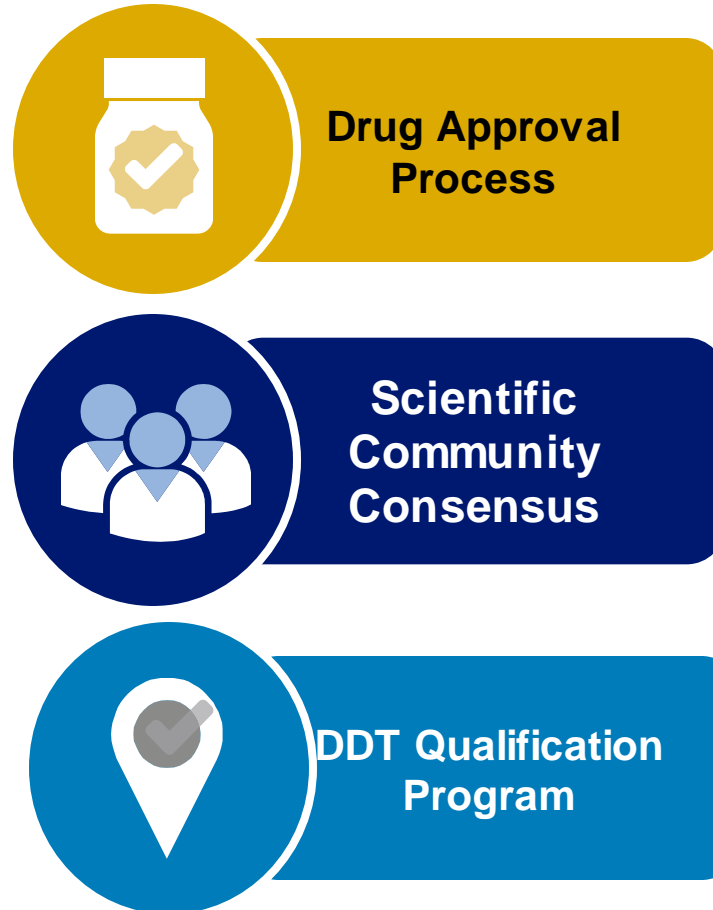 Drug Approval
Process
Scientific
Community
Consensus
DDT Qualification
Program